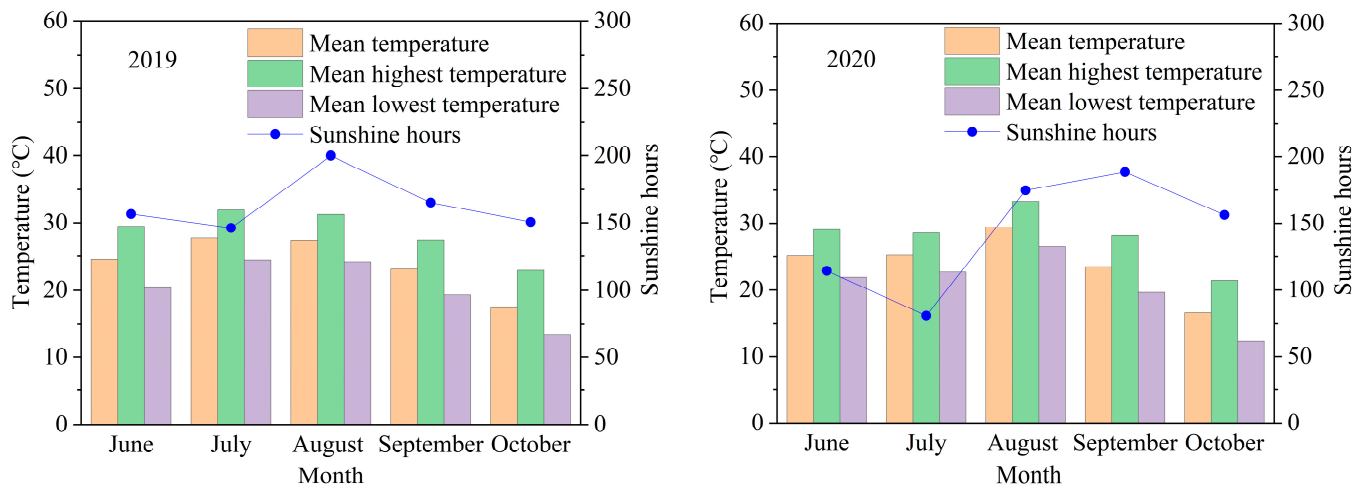 2019
Mean temperature
Mean highest temperature
Mean lowest temperature
Sunshine hours
Temperature (°C)
60
50
40
30
20
10
0
Sunshine hours
300
250
200
150
100
50
0
June July August September October
Month
2020
Mean temperature
Mean highest temperature
Mean lowest temperature
Sunshine hours
Temperature (°C)
60
50
40
30
20
10
0
Sunshine hours
300
250
200
150
100
50
0
June July August September October
Month